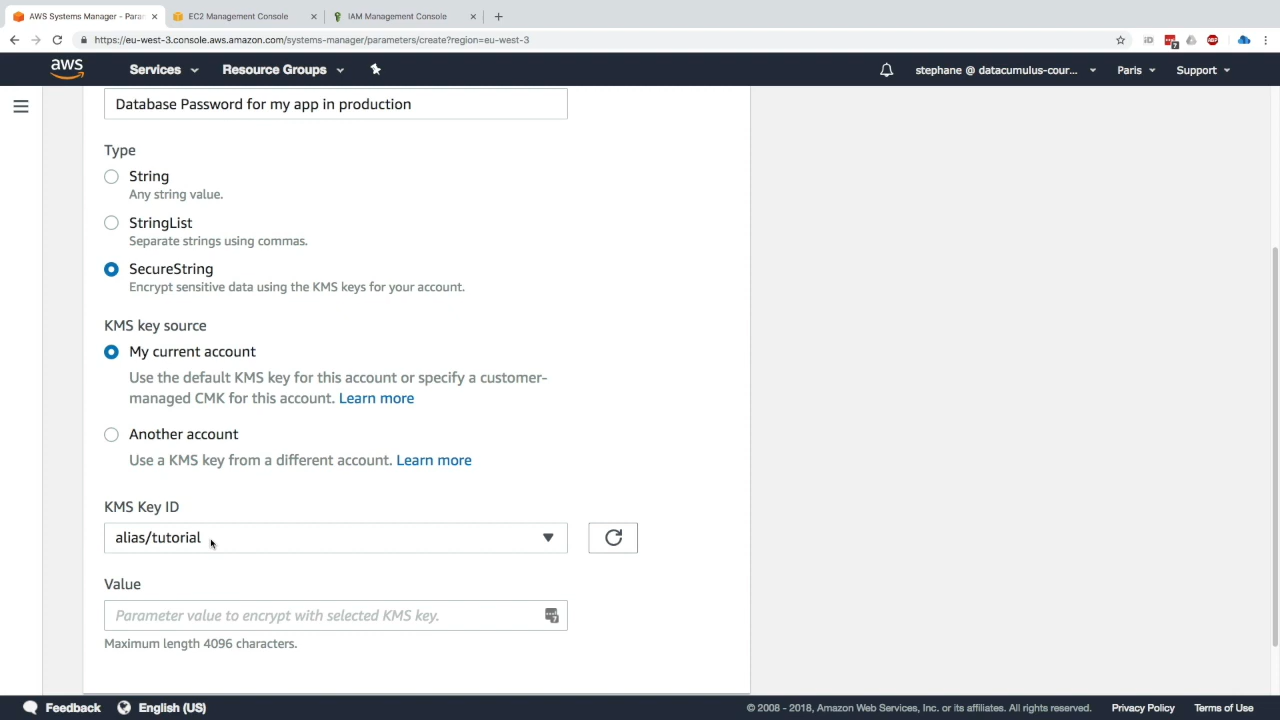 AWS Systems Manager - Para
EC2 Management Console
IAM Management Console
https://eu-west-3.console.aws.amazon.com/systems-manager/parameters/create?region=eu-west-3
aws
Services
Resource Groups
stephane @ datacumulus-cour...
Paris
Support
Database Password for my app in production
Type
String
Any string value.
StringList
Separate strings using commas.
SecureString
Encrypt sensitive data using the KMS keys for your account.
KMS key source
My current account
Use the default KMS key for this account or specify a customer-
managed CMK for this account. Learn more
Another account
Use a KMS key from a different account. Learn more
KMS Key ID
alias/tutorial
Value
Parameter value to encrypt with selected KMS key.
Maximum length 4096 characters.
Feedback
English (US)
© 2008 - 2018, Amazon Web Services, Inc. or its affiliates. All rights reserved.
Privacy Policy
Terms of Use